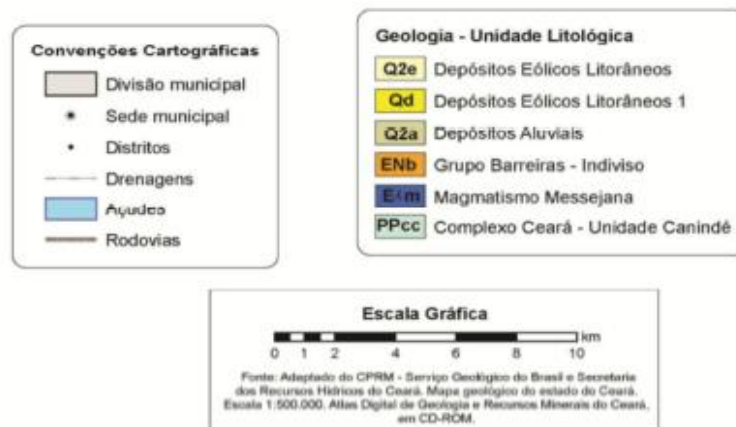 Convenções Cartográficas
Divisão municipal
Sede municipal
Distritos
Drenagens
Açudes
Rodovias
Geologia - Unidade Litológica
Q2e Depósitos Eólicos Litorâneos
Qd Depósitos Eólicos Litorâneos 1
Q2a Depósitos Aluviais
ENb Grupo Barreiras - Indiviso
Magmatismo Messejana
PPcc Complexo Ceará - Unidade Canindé
Escala Gráfica
km
0 1 2 4 6 8 10
Fonte: Adaptado do CPRM - Serviço Geológico do Brasil e Secretaria
dos Recursos Hídricos do Ceará. Mapa geológico do estado do Ceará.
Escala 1:500.000. Atlas Digital de Geologia e Recursos Minerais do Ceará,
em CD-ROM.